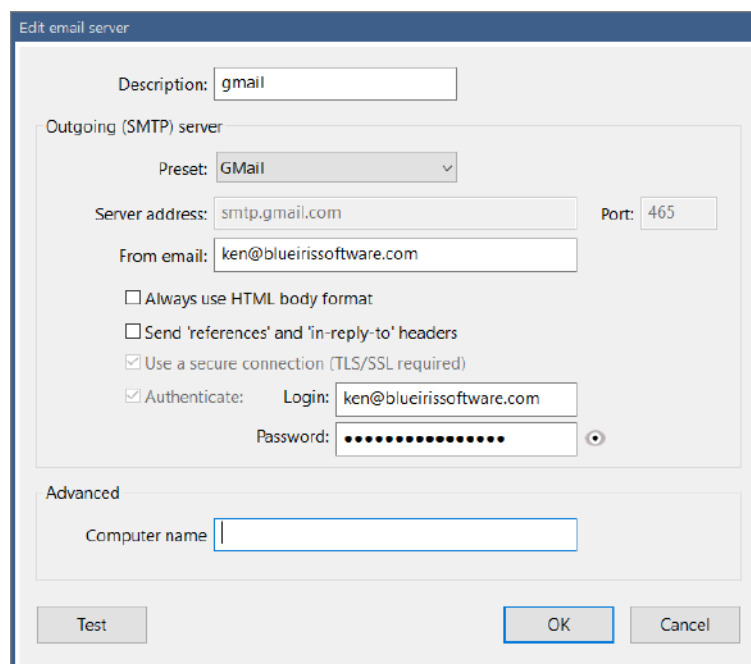 Edit email server
Description: gmail
Outgoing (SMTP) server
Preset: GMail
Server address: smtp.gmail.com Port: 465
From email: ken@blueirissoftware.com
Always use HTML body format
Send 'references' and 'in-reply-to' headers
Use a secure connection (TLS/SSL required)
Authenticate: Login: ken@blueirissoftware.com
Password: ●●●●●●●●●●●●●●●●
Advanced
Computer name
Test OK Cancel